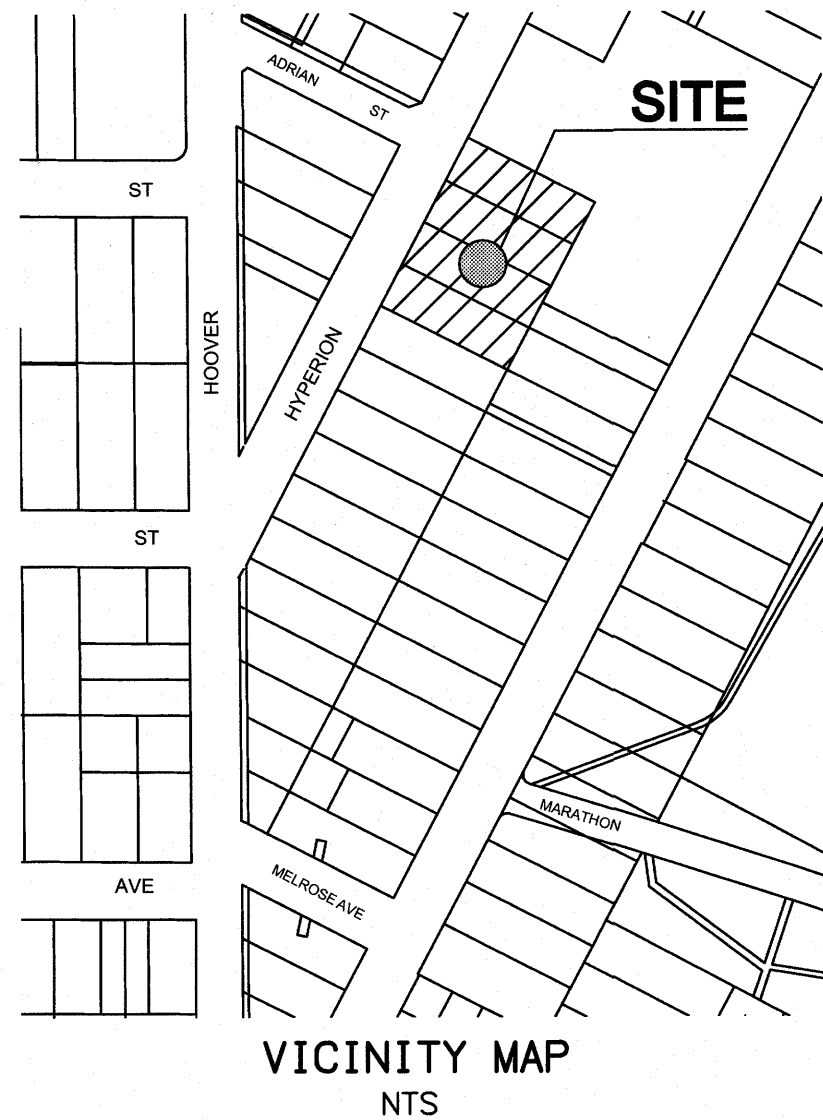 ADRIAN
ST
SITE
ST
HOOVER
HYPERION
ST
MARATHON
AVE
MELROSE AVE
VICINITY MAP
NTS